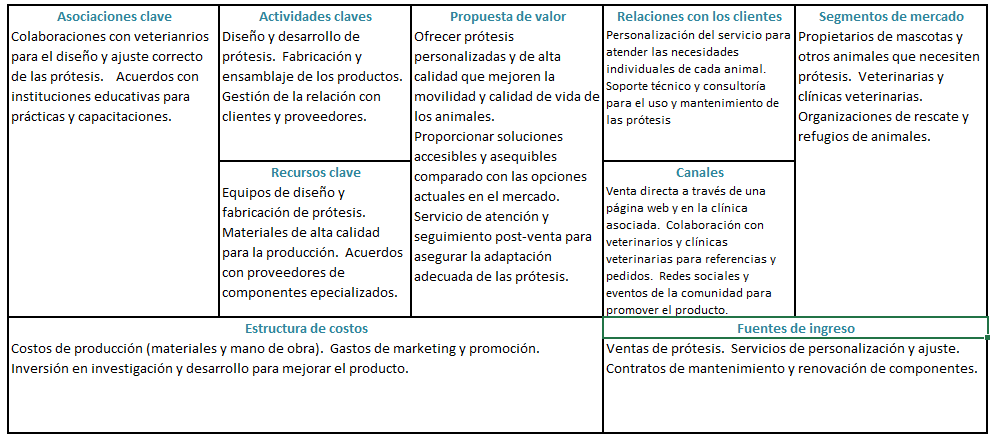 Asociaciones clave
Colaboraciones con veterianrios
para el diseño y ajuste correcto
de las prótesis.   Acuerdos con
instituciones educativas para
prácticas y capacitaciones.
Actividades claves
Diseño y desarrollo de
prótesis.  Fabricación y
ensamblaje de los productos.
Gestión de la relación con
clientes y proveedores.
Recursos clave
Equipos de diseño y
fabricación de prótesis.
Materiales de alta calidad
para la producción.  Acuerdos
con proveedores de
componentes epecializados.
Propuesta de valor
Ofrecer prótesis
personalizadas y de alta
calidad que mejoren la
movilidad y calidad de vida de
los animales.
Proporcionar soluciones
accesibles y asequibles
comparado con las opciones
actuales en el mercado.
Servicio de atención y
seguimiento post-venta para
asegurar la adaptación
adecuada de las prótesis.
Relaciones con los clientes
Personalización del servicio para
atender las necesidades
individuales de cada animal.
Soporte técnico y consultoría
para el uso y mantenimiento de
las prótesis
Canales
Venta directa a través de una
página web y en la clínica
asociada.  Colaboración con
veterinarios y clínicas
veterinarias para referencias y
pedidos.  Redes sociales y
eventos de la comunidad para
promover el producto.
Segmentos de mercado
Propietarios de mascotas y
otros animales que necesiten
prótesis.  Veterinarias y
clínicas veterinarias.
Organizaciones de rescate y
refugios de animales.
Estructura de costos
Costos de producción (materiales y mano de obra).  Gastos de marketing y promoción.
Inversión en investigación y desarrollo para mejorar el producto.
Fuentes de ingreso
Ventas de prótesis.  Servicios de personalización y ajuste.
Contratos de mantenimiento y renovación de componentes.